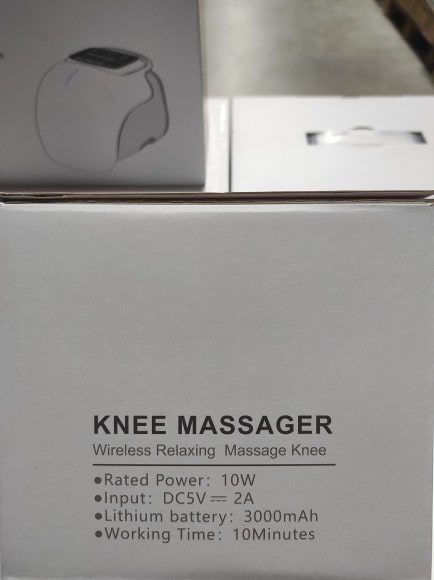 KNEE MASSAGER
Wireless Relaxing Massage Knee
●Rated Power: 10W
●Input: DC5V ⎓ 2A
●Lithium battery: 3000mAh
●Working Time: 10Minutes